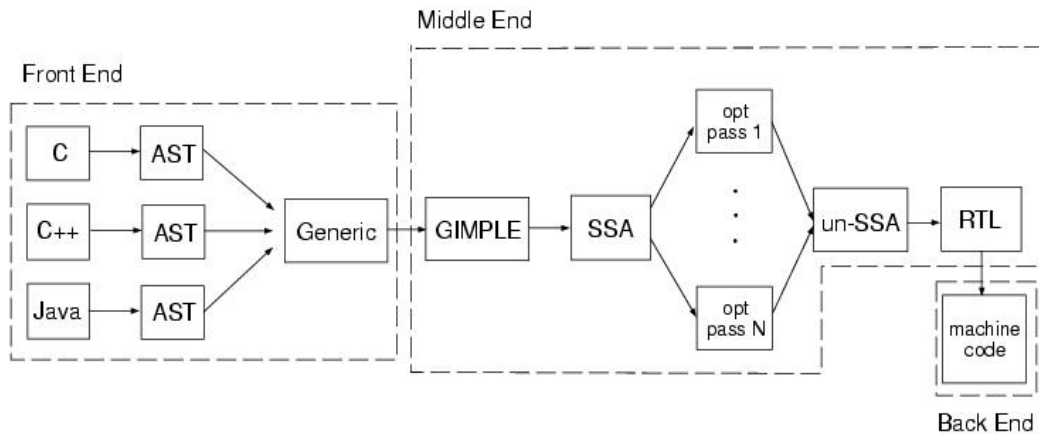 Middle End
Front End
C
AST
C++
AST
Java
AST
Generic
GIMPLE
SSA
opt
pass 1
opt
pass N
un-SSA
RTL
machine
code
Back End